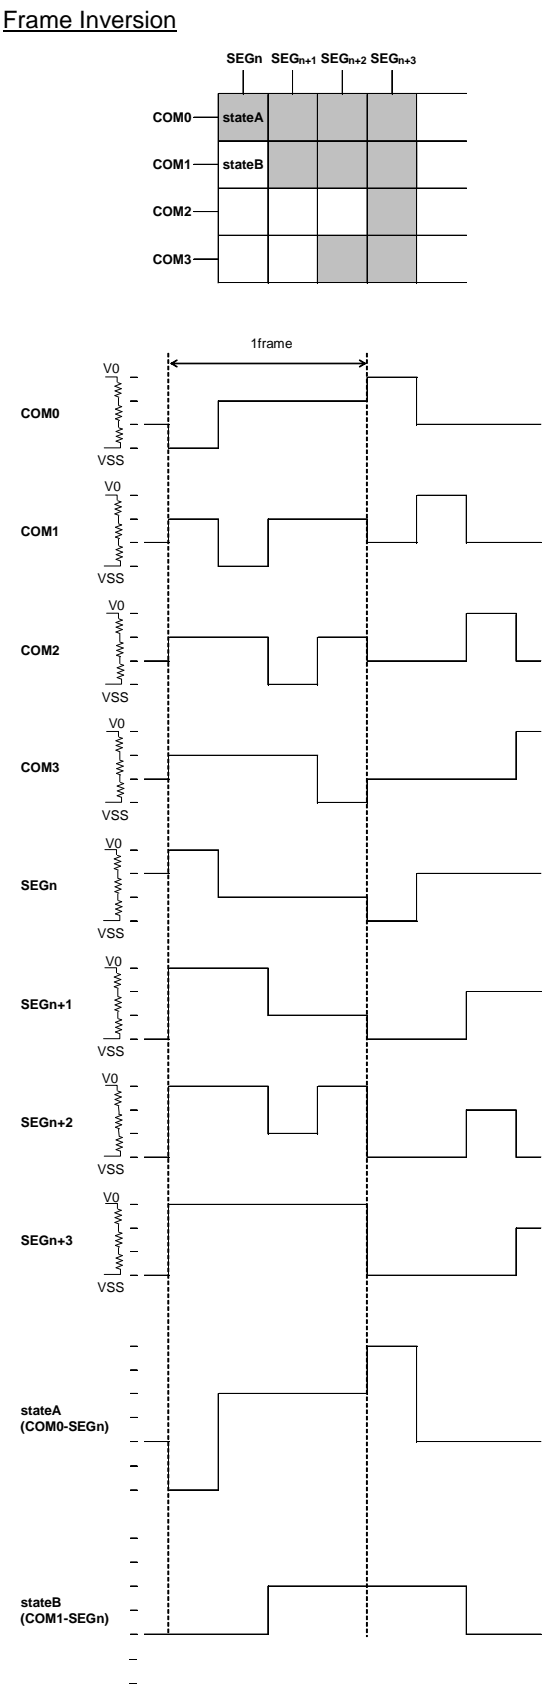 Frame Inversion
SEGn SEGn+1 SEGn+2 SEGn+3
COM0 stateA
COM1 stateB
COM2
COM3
1frame
V0
COM0
VSS
V0
COM1
VSS
V0
COM2
VSS
V0
COM3
VSS
V0
SEGn
VSS
V0
SEGn+1
VSS
V0
SEGn+2
VSS
V0
SEGn+3
VSS
stateA
(COM0-SEGn)
stateB
(COM1-SEGn)